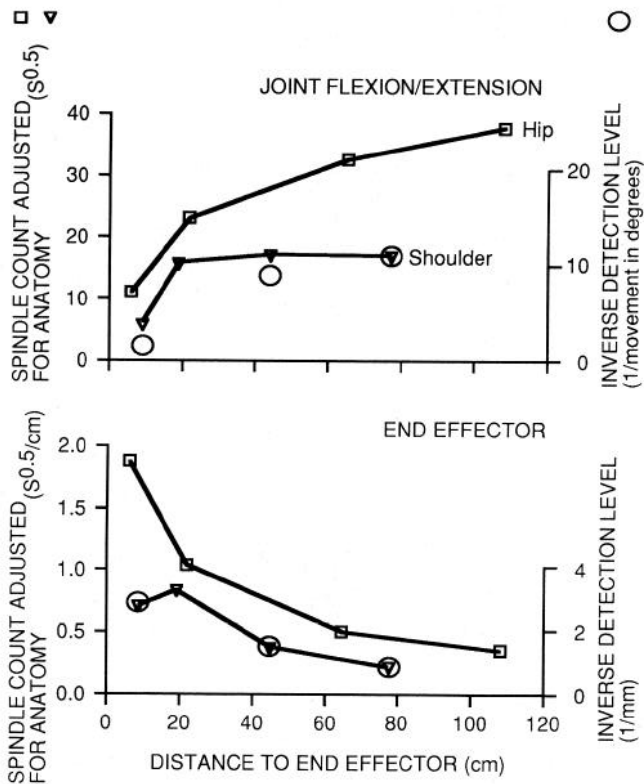 JOINT FLEXION/EXTENSION
SPINDLE COUNT ADJUSTED (S0.5)
FOR ANATOMY
40
30
20
10
0
Hip
Shoulder
20
10
0
INVERSE DETECTION LEVEL
(1/movement in degrees)
END EFFECTOR
SPINDLE COUNT ADJUSTED (S0.5/cm)
FOR ANATOMY
2.0
1.5
1.0
0.5
0.0
4
2
0
INVERSE DETECTION LEVEL
(1/mm)
0 20 40 60 80 100 120
DISTANCE TO END EFFECTOR (cm)